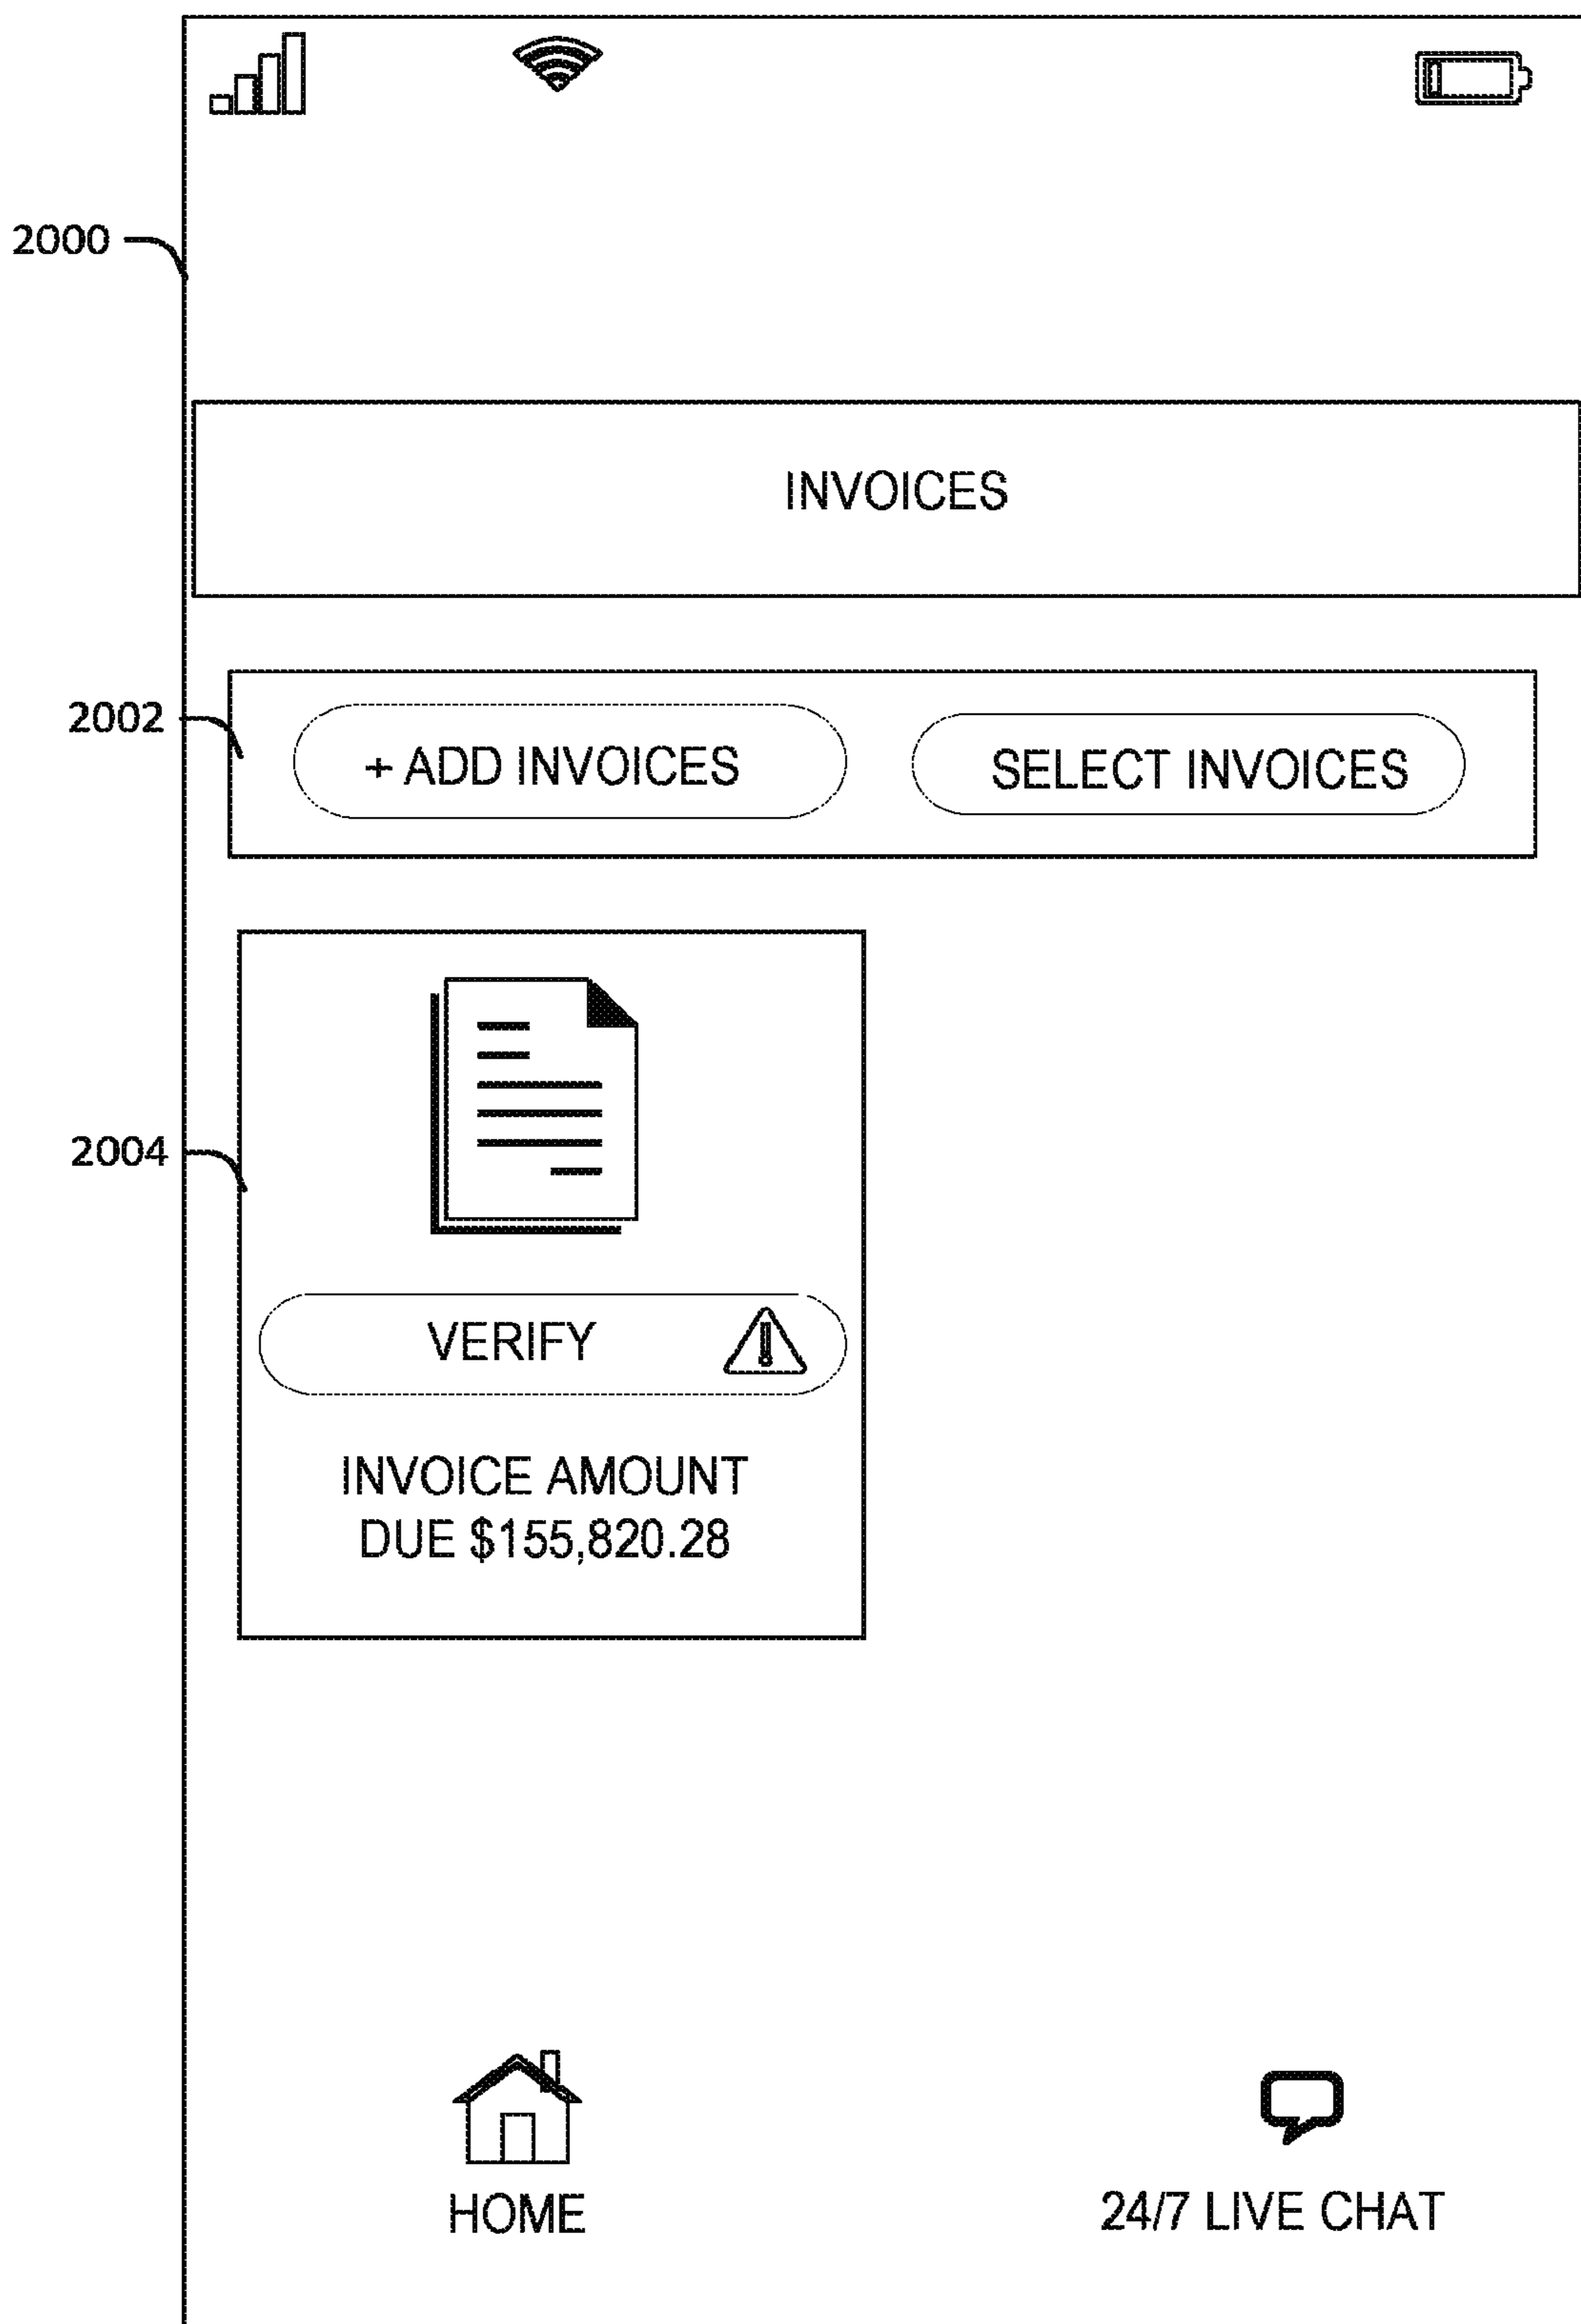 2000
INVOICES
2002
+ ADD INVOICES
SELECT INVOICES
2004
VERIFY
INVOICE AMOUNT
DUE $155,820.28
HOME
24/7 LIVE CHAT